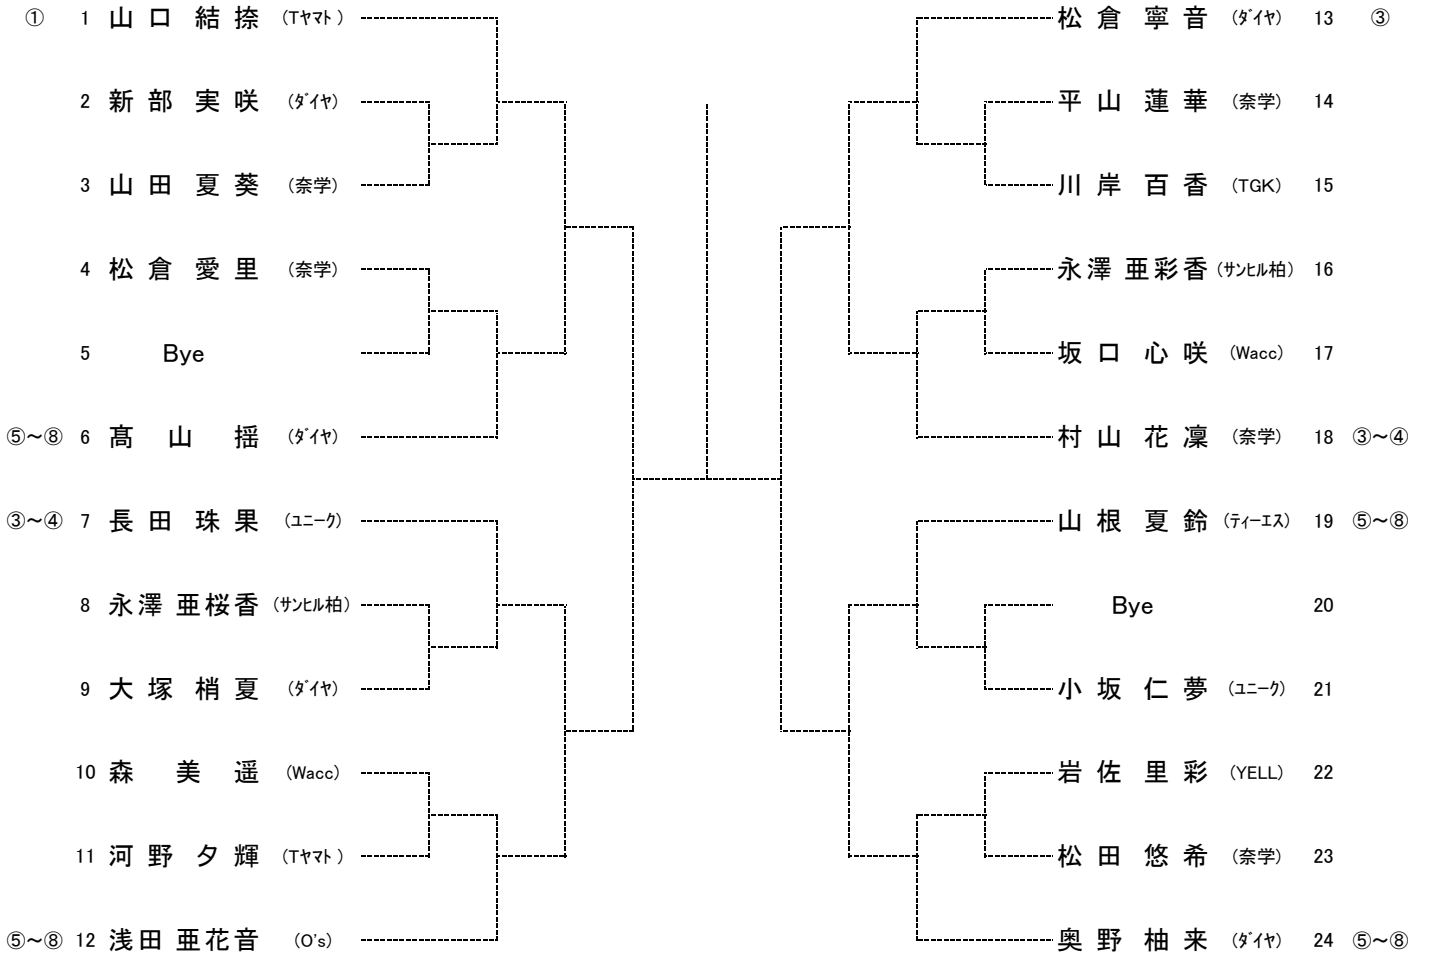 ① 1 山口 結捺 (Tヤマト)
2 新部 実咲 (ダイヤ)
3 山田 夏葵 (奈学)
4 松倉 愛里 (奈学)
5 Bye
⑤～⑧ 6 髙山 揺 (ダイヤ)
③～④ 7 長田 珠果 (ユニーク)
8 永澤 亜桜香 (サンヒル柏)
9 大塚 梢夏 (ダイヤ)
10 森 美遥 (Wacc)
11 河野 夕輝 (Tヤマト)
⑤～⑧ 12 浅田 亜花音 (O's)
松倉 寧音 (ダイヤ) 13 ③
平山 蓮華 (奈学) 14
川岸 百香 (TGK) 15
永澤 亜彩香 (サンヒル柏) 16
坂口 心咲 (Wacc) 17
村山 花凜 (奈学) 18 ③～④
山根 夏鈴 (ティーエス) 19 ⑤～⑧
Bye 20
小坂 仁夢 (ユニーク) 21
岩佐 里彩 (YELL) 22
松田 悠希 (奈学) 23
奥野 柚来 (ダイヤ) 24 ⑤～⑧